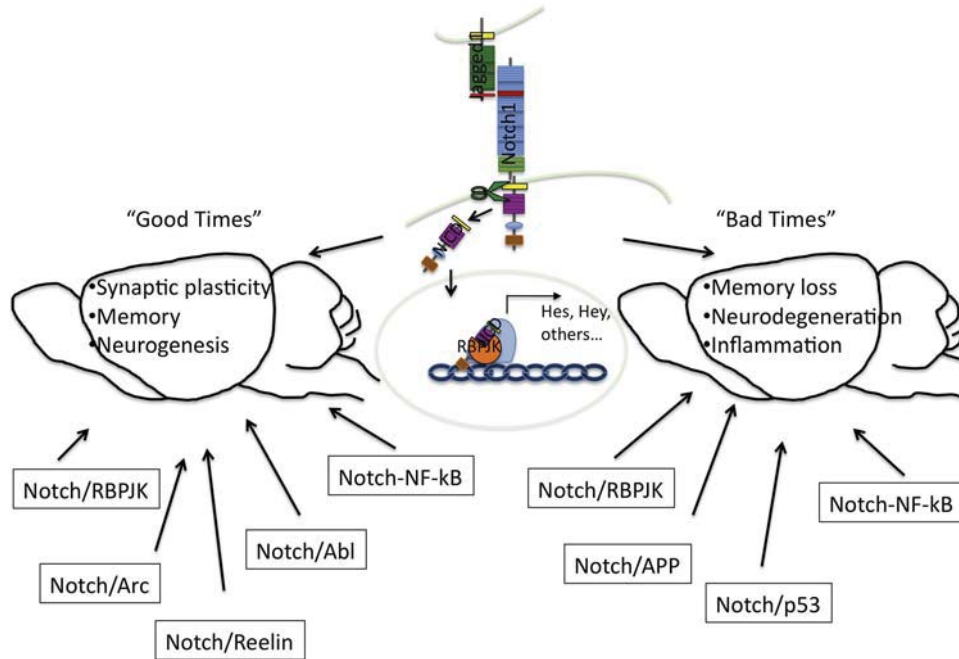 Jagged
Notch1
NCD
"Good Times"
"Bad Times"
•Synaptic plasticity
•Memory
•Neurogenesis
Hes, Hey,
others...
NCD
RBPJK
•Memory loss
•Neurodegeneration
•Inflammation
Notch/RBPJK
Notch-NF-kB
Notch/Abl
Notch/Arc
Notch/Reelin
Notch/RBPJK
Notch-NF-kB
Notch/APP
Notch/p53